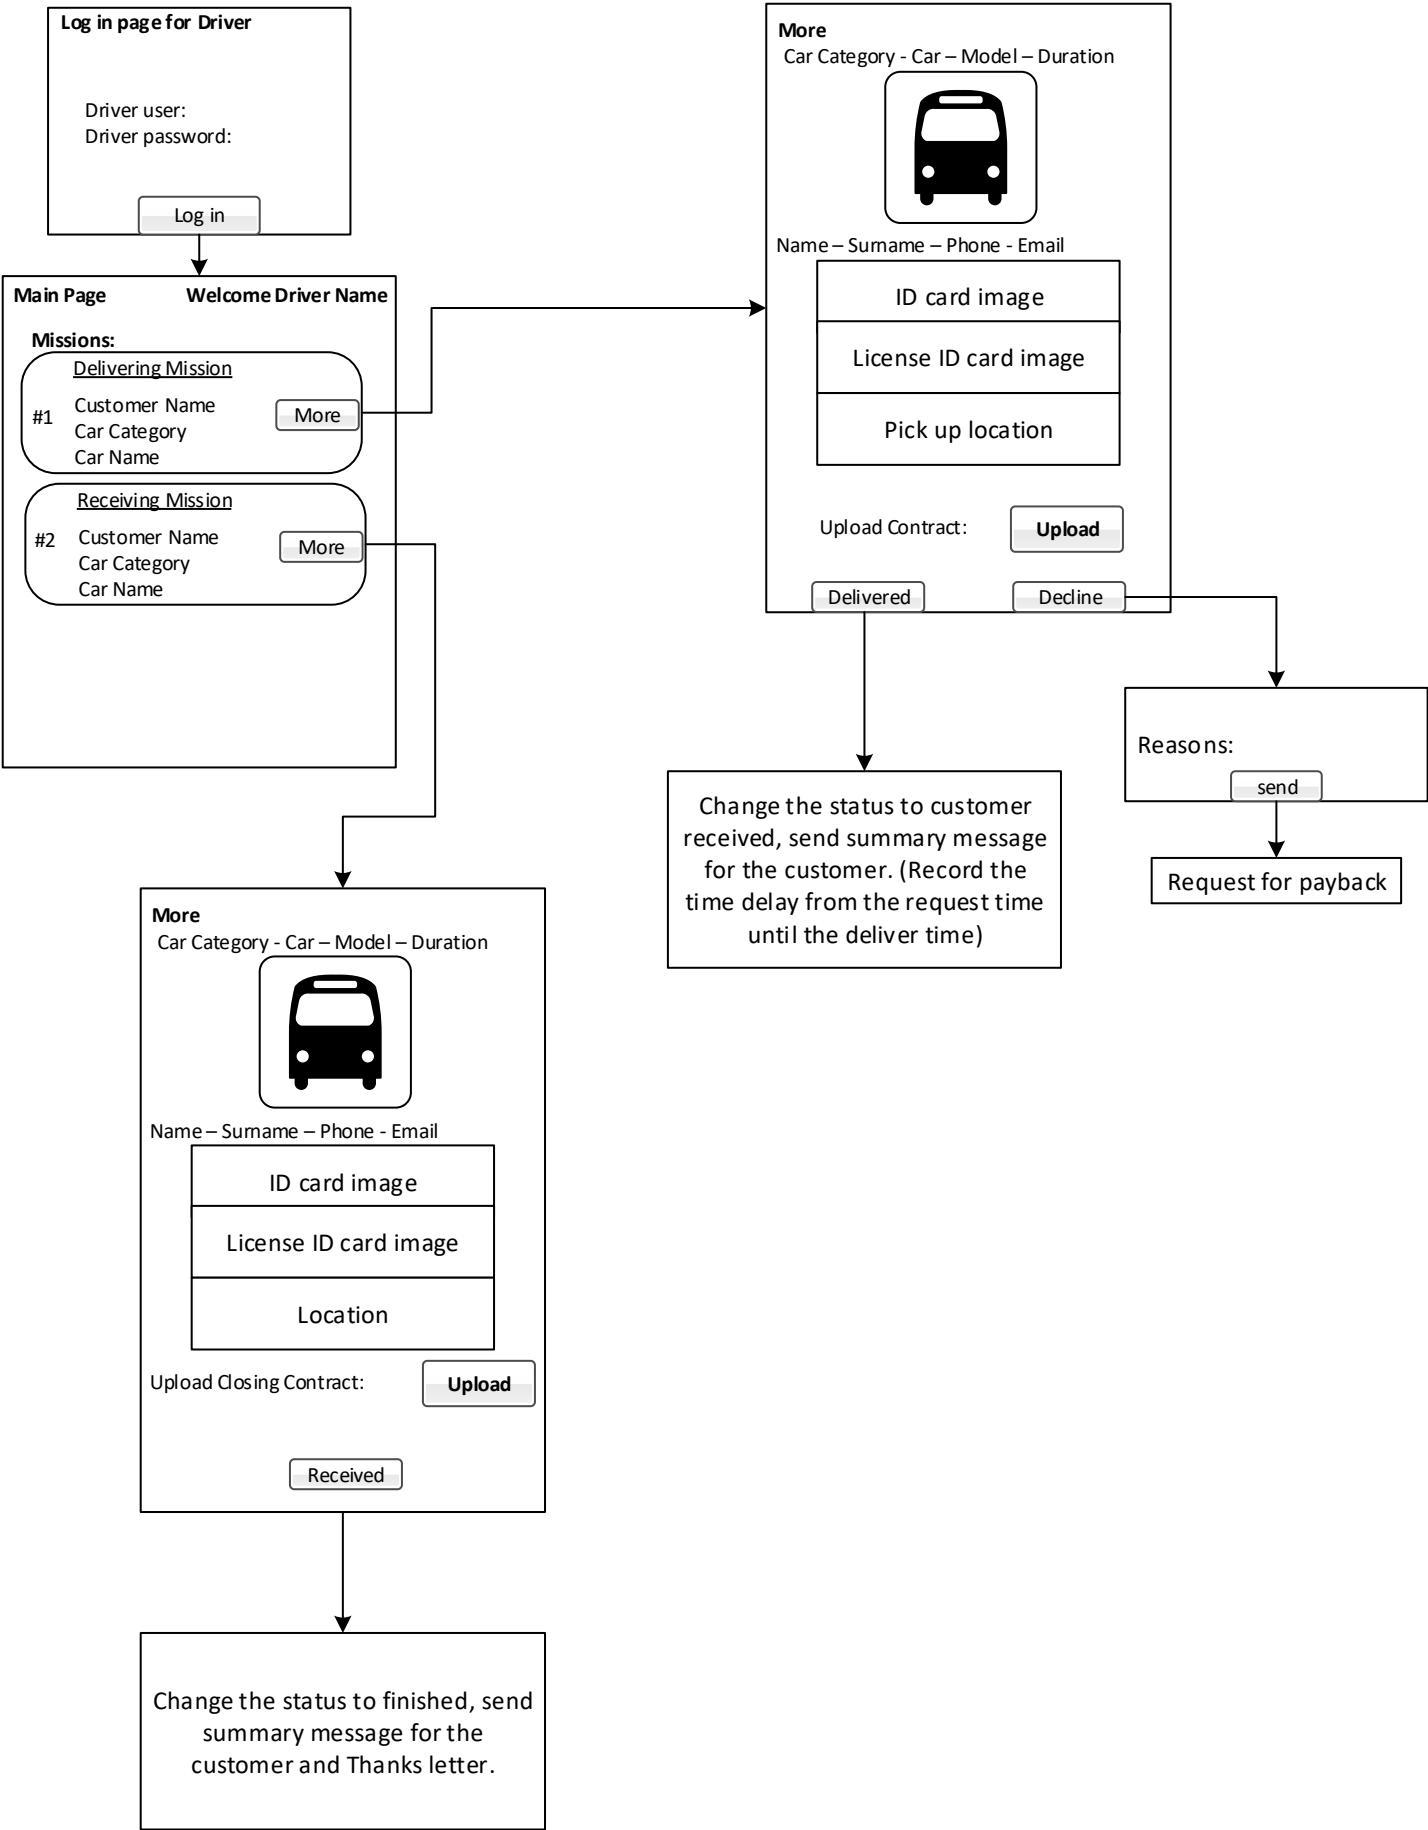 Log in page for Driver
Driver user:
Driver password:
Log in
Main Page
Welcome Driver Name
Missions:
Delivering Mission
#1
Customer Name
Car Category
Car Name
More
Receiving Mission
#2
Customer Name
Car Category
Car Name
More
More
Car Category - Car – Model – Duration
Name – Surname – Phone - Email
ID card image
License ID card image
Pick up location
Upload Contract:
Upload
Delivered
Decline
Reasons:
send
Request for payback
Change the status to customer
received, send summary message
for the customer. (Record the
time delay from the request time
until the deliver time)
More
Car Category - Car – Model – Duration
Name – Surname – Phone - Email
ID card image
License ID card image
Location
Upload Closing Contract:
Upload
Received
Change the status to finished, send
summary message for the
customer and Thanks letter.